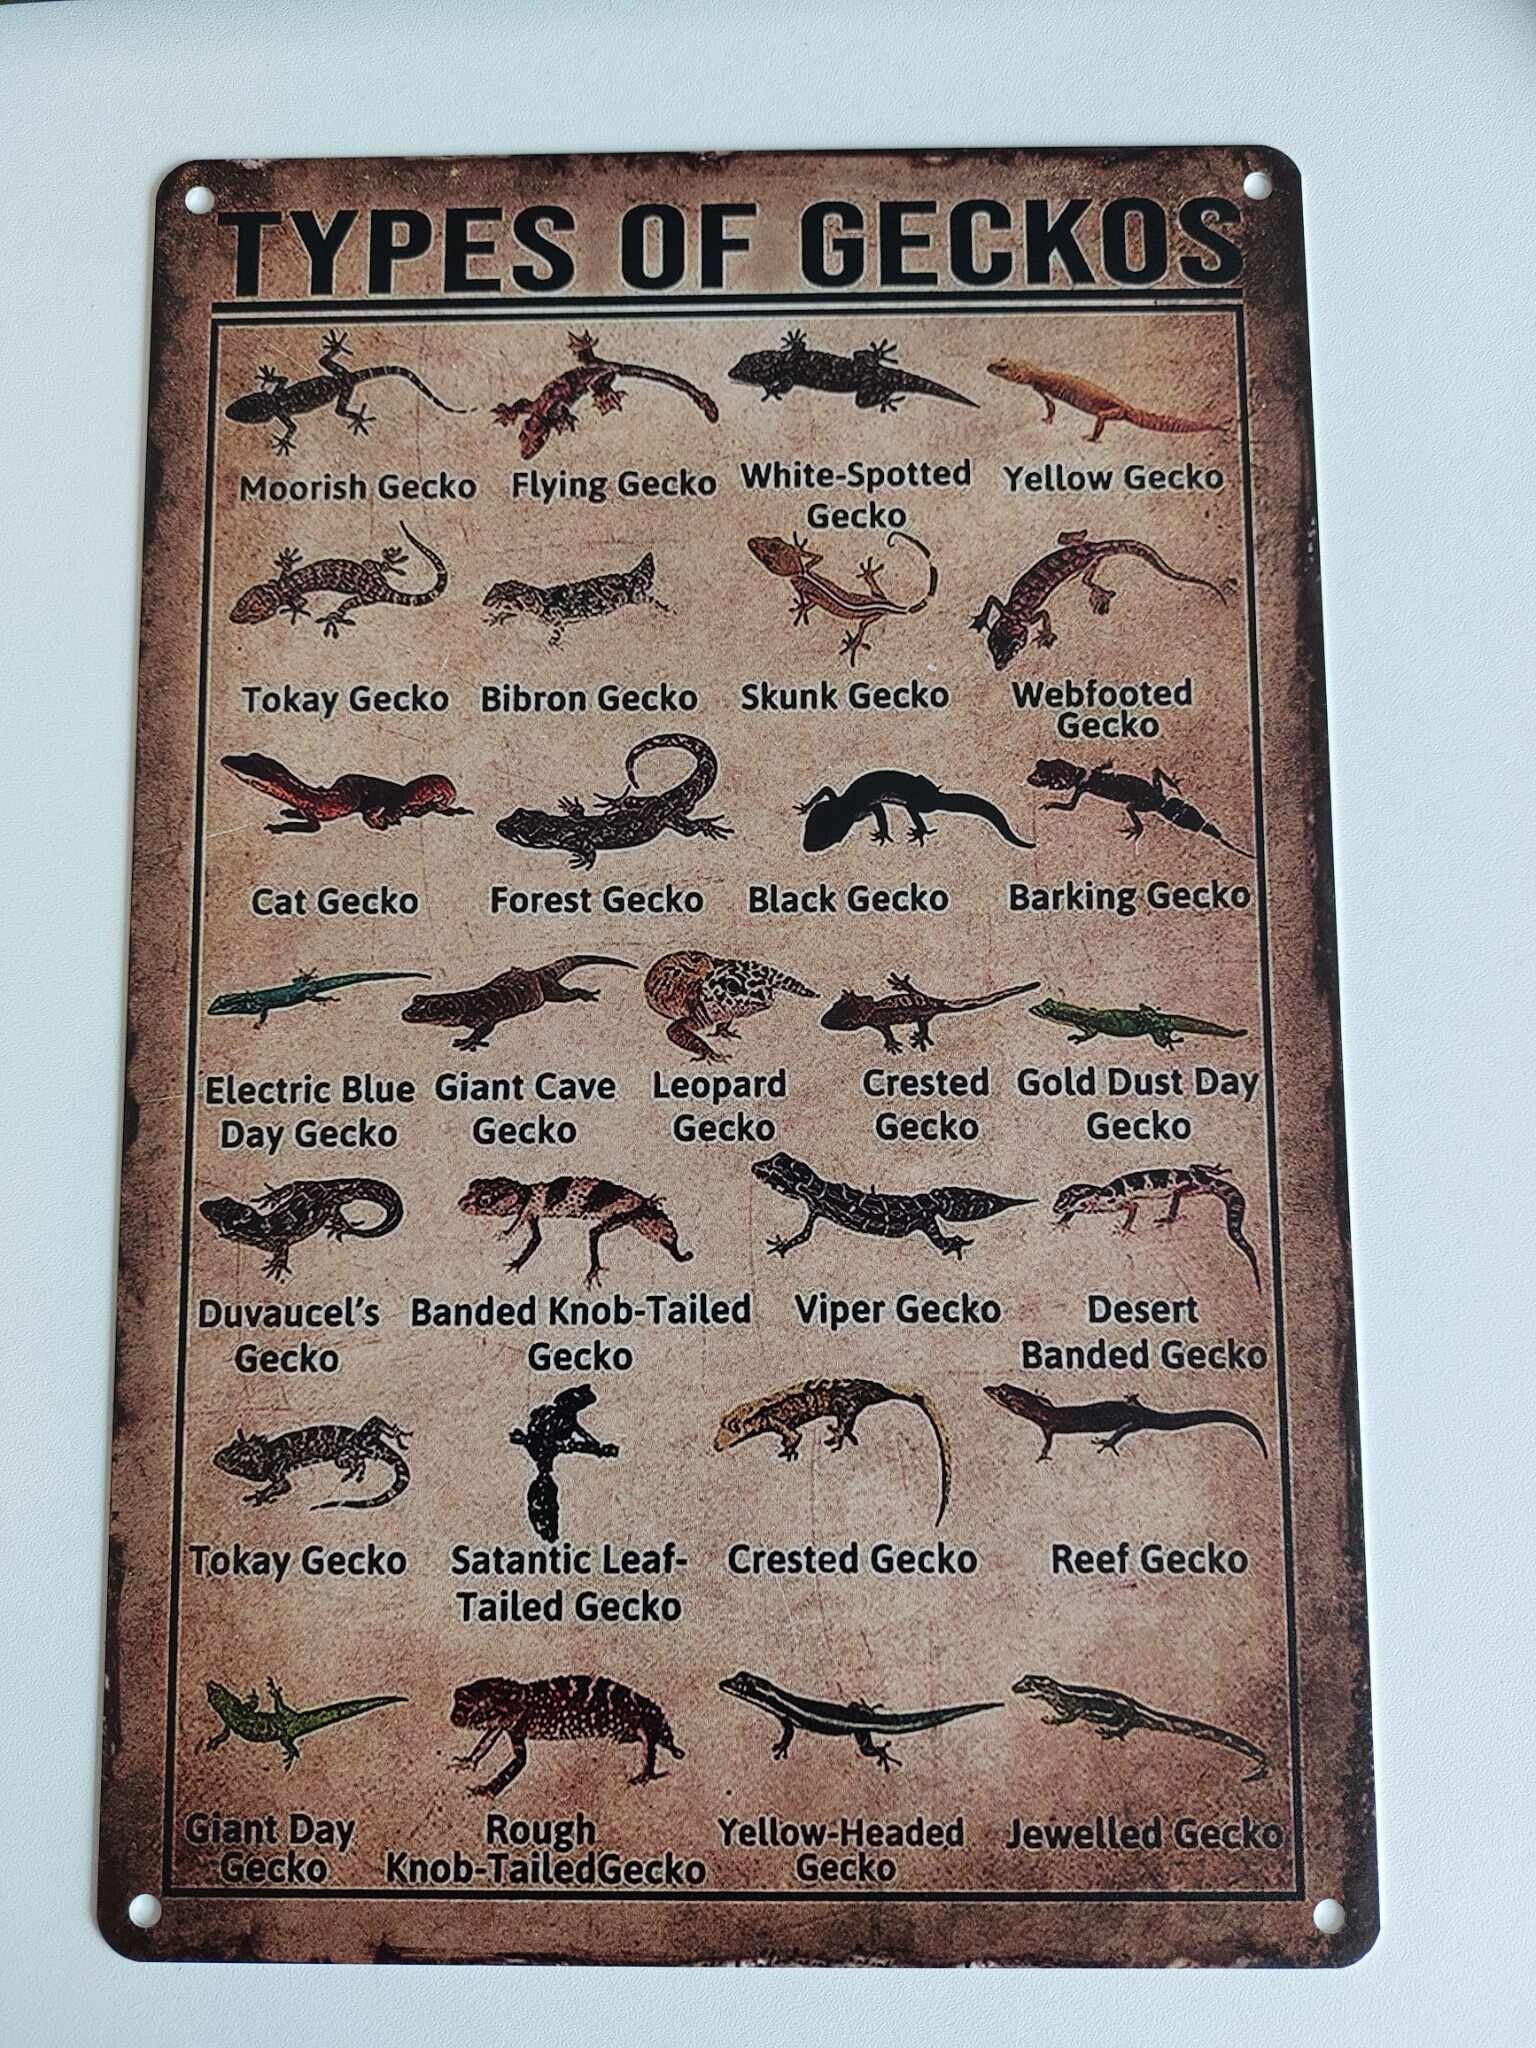 TYPES OF GECKOS
Moorish Gecko
Flying Gecko
White-Spotted
Gecko
Yellow Gecko
Tokay Gecko
Bibron Gecko
Skunk Gecko
Webfooted
Gecko
Cat Gecko
Forest Gecko
Black Gecko
Barking Gecko
Electric Blue
Day Gecko
Giant Cave
Gecko
Leopard
Gecko
Crested
Gecko
Gold Dust Day
Gecko
Duvaucel’s
Gecko
Banded Knob-Tailed
Gecko
Viper Gecko
Desert
Banded Gecko
Tokay Gecko
Satantic Leaf-
Tailed Gecko
Crested Gecko
Reef Gecko
Giant Day
Gecko
Rough
Knob-TailedGecko
Yellow-Headed
Gecko
Jewelled Gecko